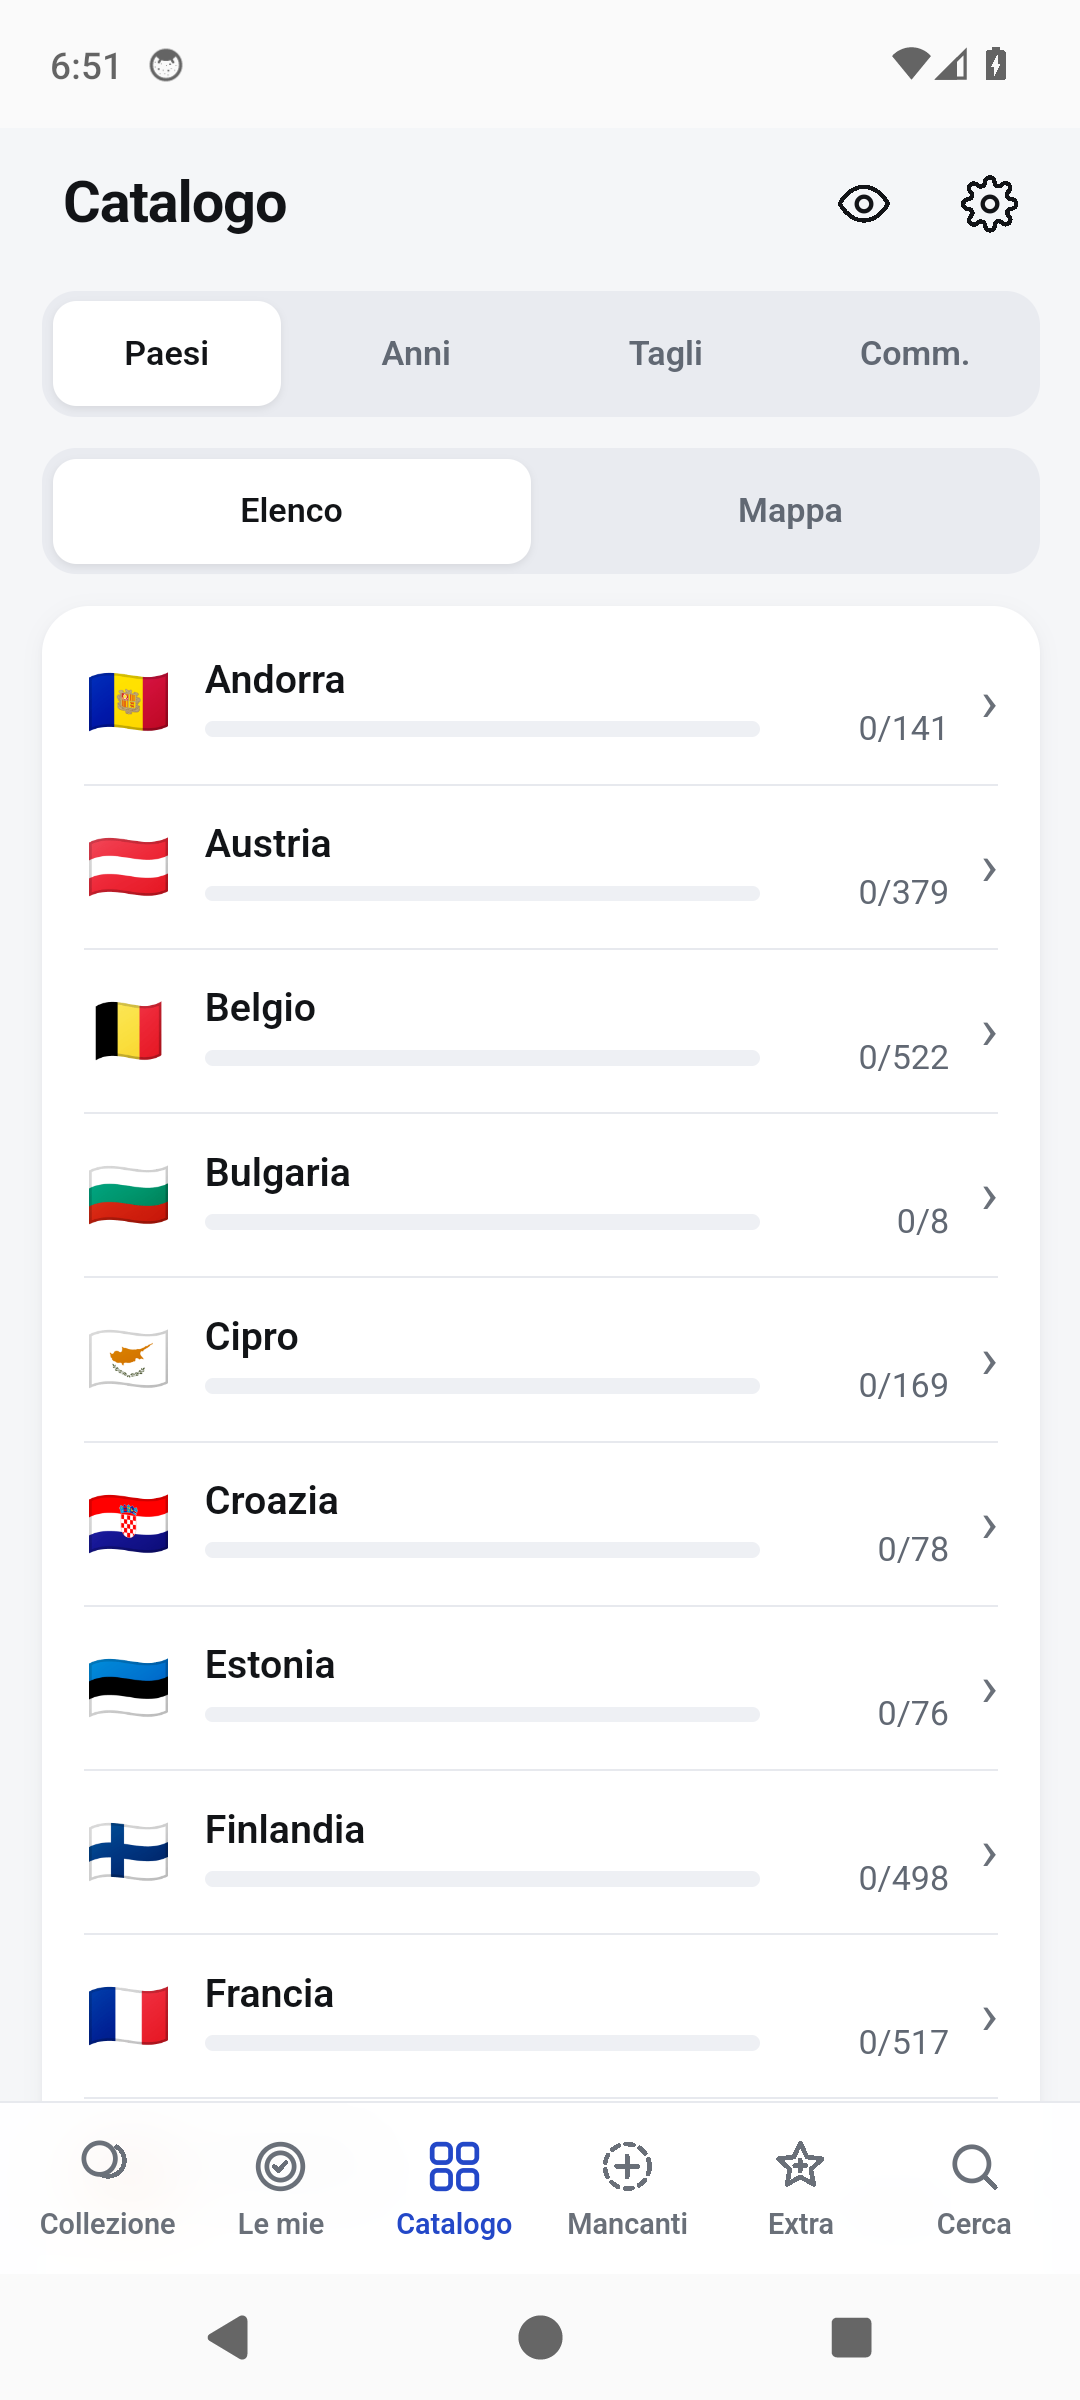 6:51
Catalogo
Paesi Anni Tagli Comm.
Elenco Mappa
Andorra
0/141
Austria
0/379
Belgio
0/522
Bulgaria
0/8
Cipro
0/169
Croazia
0/78
Estonia
0/76
Finlandia
0/498
Francia
0/517
Collezione Le mie Catalogo Mancanti Extra Cerca